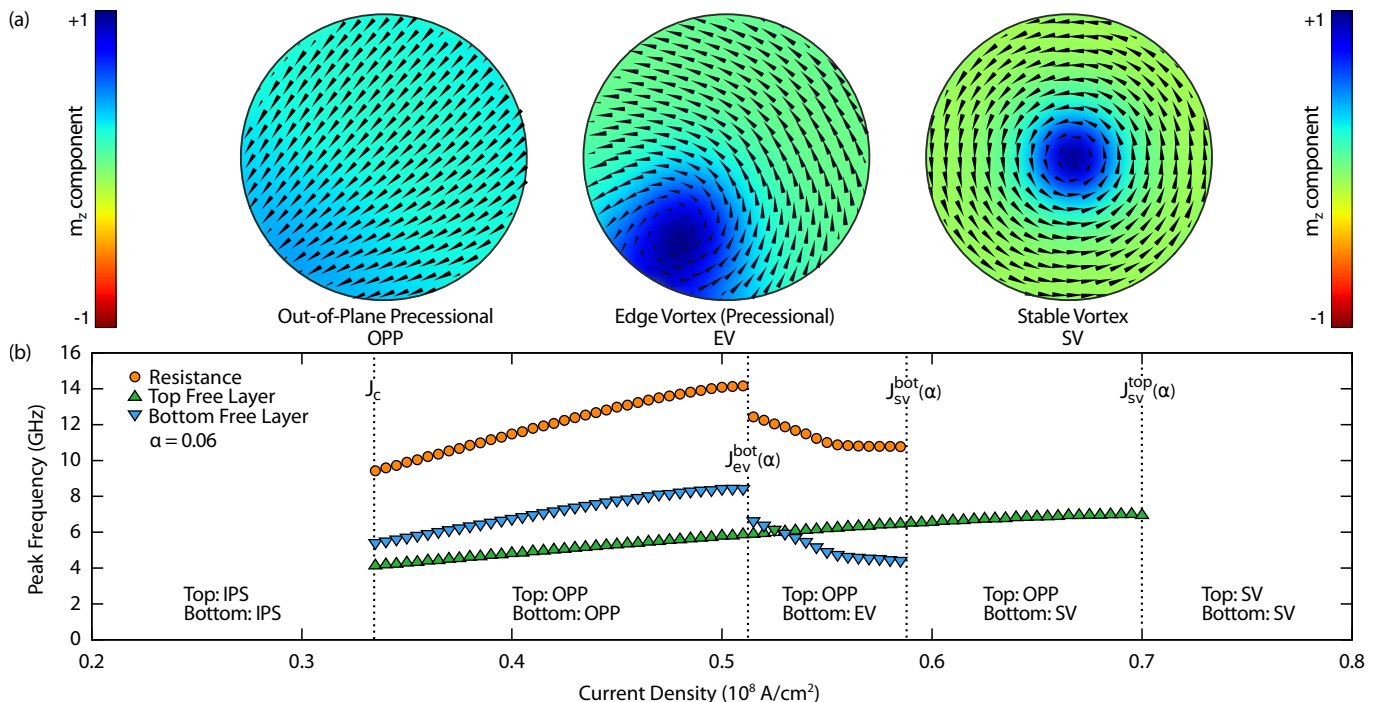 (a)
+1
m_z component
-1
Out-of-Plane Precessional
OPP
Edge Vortex (Precessional)
EV
Stable Vortex
SV
+1
m_z component
-1
(b)
Peak Frequency (GHz)
16
14
12
10
8
6
4
2
0
Resistance
Top Free Layer
Bottom Free Layer
α = 0.06
J_c
J_ev^bot(α)
J_sv^bot(α)
J_sv^top(α)
Top: IPS
Bottom: IPS
Top: OPP
Bottom: OPP
Top: OPP
Bottom: EV
Top: OPP
Bottom: SV
Top: SV
Bottom: SV
0.2 0.3 0.4 0.5 0.6 0.7 0.8
Current Density (10⁸ A/cm²)